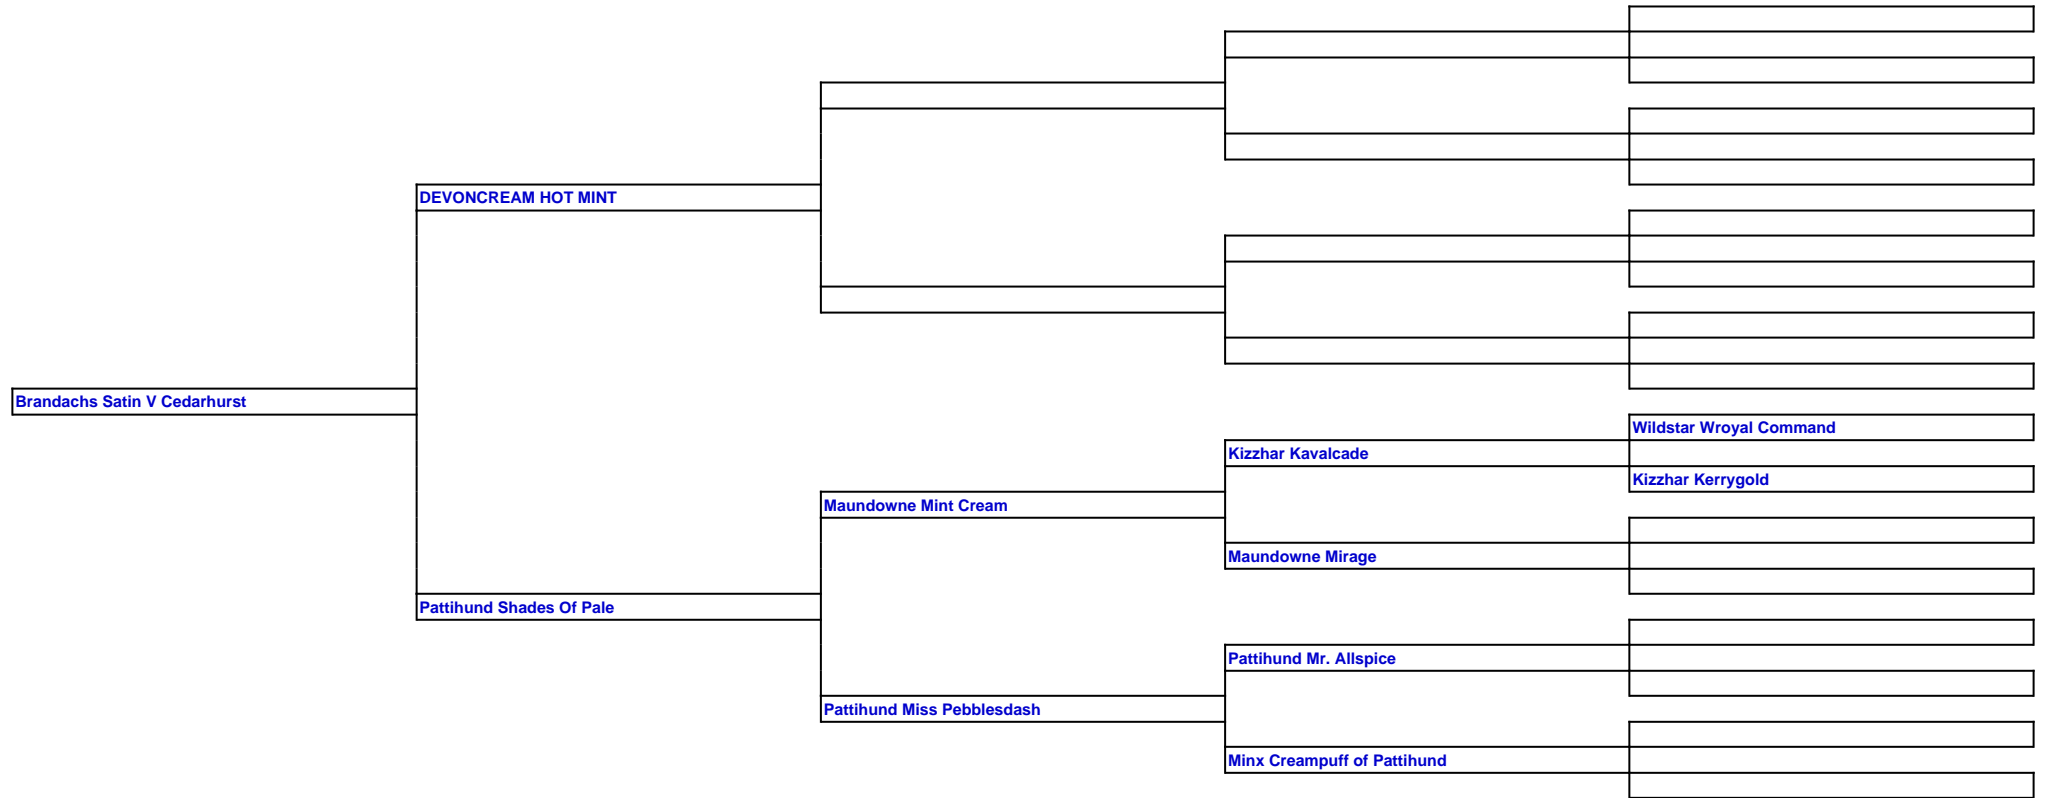 DEVONCREAM HOT MINT
Brandachs Satin V Cedarhurst
Wildstar Wroyal Command
Kizzhar Kavalcade
Kizzhar Kerrygold
Maundowne Mint Cream
Maundowne Mirage
Pattihund Shades Of Pale
Pattihund Mr. Allspice
Pattihund Miss Pebblesdash
Minx Creampuff of Pattihund